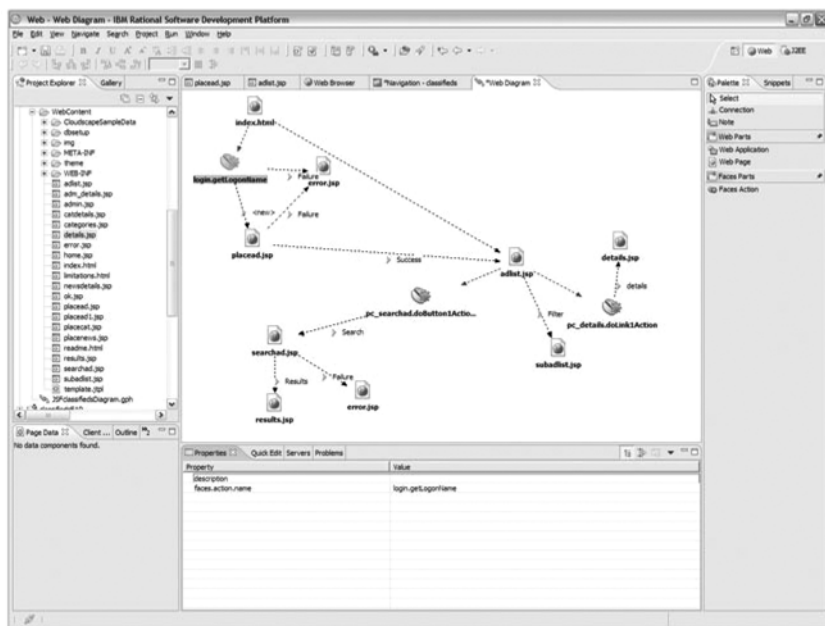 Web - Web Diagram - IBM Rational Software Development Platform
File Edit View Navigate Search Project Run Window Help
Web J2EE
Project Explorer Gallery
placead.jsp adlist.jsp Web Browser *Navigation - classifieds *Web Diagram
Palette Snippets
WebContent
CloudscapeSampleData
dbsetup
img
META-INF
theme
WEB-INF
adlist.jsp
adm_details.jsp
admin.jsp
catdetails.jsp
categories.jsp
details.jsp
error.jsp
home.jsp
index.html
limitations.html
newsdetails.jsp
ok.jsp
placead.jsp
placead1.jsp
placecat.jsp
placenews.jsp
readme.html
results.jsp
searchad.jsp
subadlist.jsp
template.jtpl
JSFclassifiedsDiagram.gph
index.html
login.getLogonName
Failure
error.jsp
<new>
Failure
placead.jsp
Success
adlist.jsp
details.jsp
details
pc_searchad.doButton1Actio...
Filter
pc_details.doLink1Action
Search
searchad.jsp
subadlist.jsp
Results
Failure
results.jsp
error.jsp
Select
Connection
Note
Web Parts
Web Application
Web Page
Faces Parts
Faces Action
Page Data Client ... Outline
No data components found.
Properties Quick Edit Servers Problems
Property Value
description
faces.action.name login.getLogonName